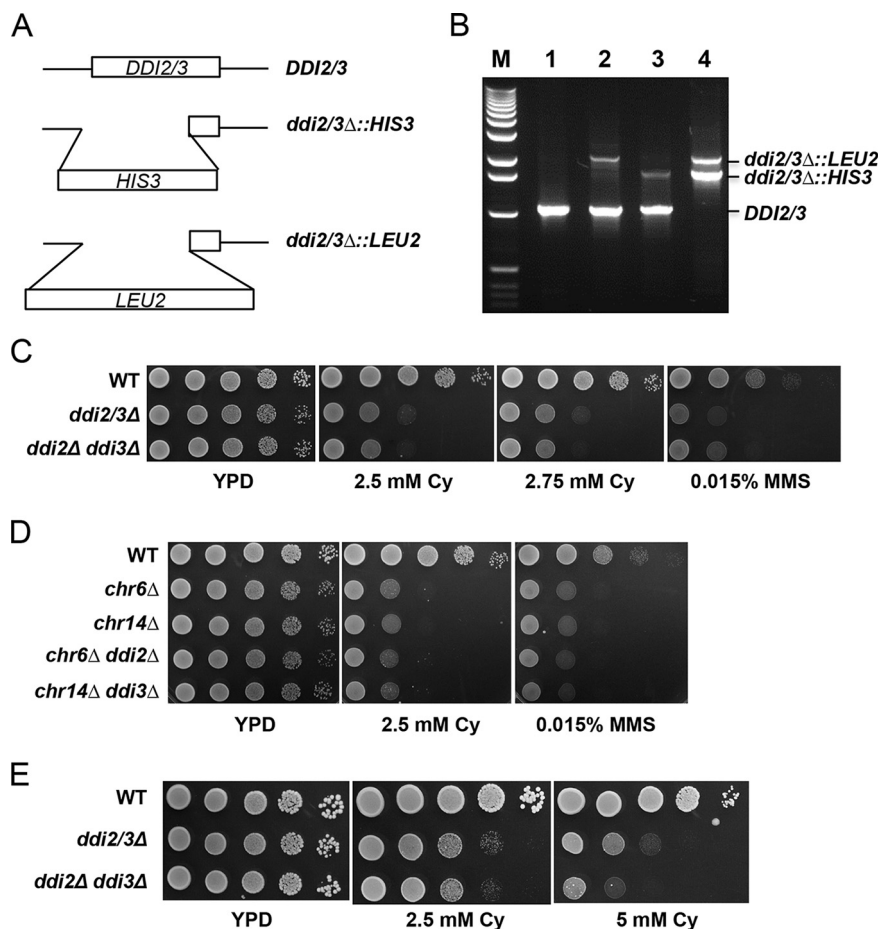 A
DDI2/3 DDI2/3
ddi2/3Δ::HIS3
HIS3
ddi2/3Δ::LEU2
LEU2
B
M 1 2 3 4
ddi2/3Δ::LEU2
ddi2/3Δ::HIS3
DDI2/3
C
WT
ddi2/3Δ
ddi2Δ ddi3Δ
YPD 2.5 mM Cy 2.75 mM Cy 0.015% MMS
D
WT
chr6Δ
chr14Δ
chr6Δ ddi2Δ
chr14Δ ddi3Δ
YPD 2.5 mM Cy 0.015% MMS
E
WT
ddi2/3Δ
ddi2Δ ddi3Δ
YPD 2.5 mM Cy 5 mM Cy